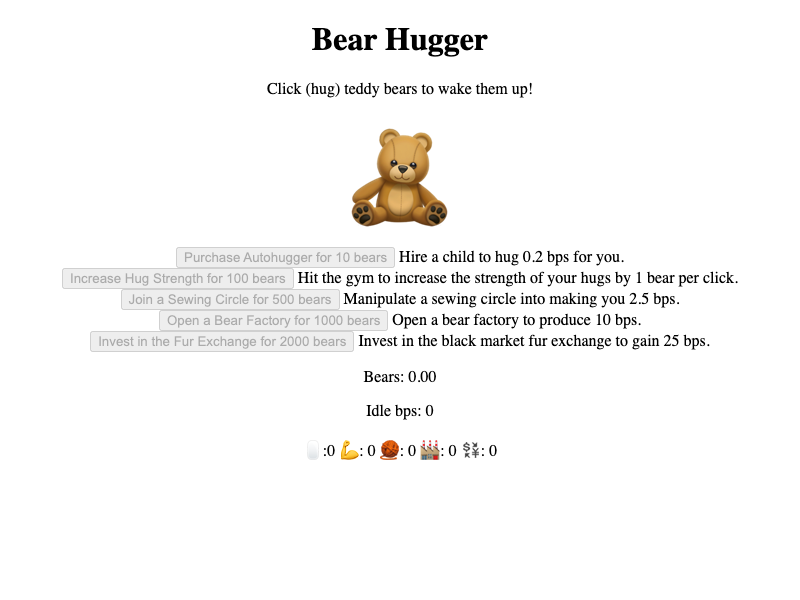 Bear Hugger
Click (hug) teddy bears to wake them up!
Purchase Autohugger for 10 bears Hire a child to hug 0.2 bps for you.
Increase Hug Strength for 100 bears Hit the gym to increase the strength of your hugs by 1 bear per click.
Join a Sewing Circle for 500 bears Manipulate a sewing circle into making you 2.5 bps.
Open a Bear Factory for 1000 bears Open a bear factory to produce 10 bps.
Invest in the Fur Exchange for 2000 bears Invest in the black market fur exchange to gain 25 bps.
Bears: 0.00
Idle bps: 0
:0 💪: 0 🧶: 0 🏭: 0 💱: 0